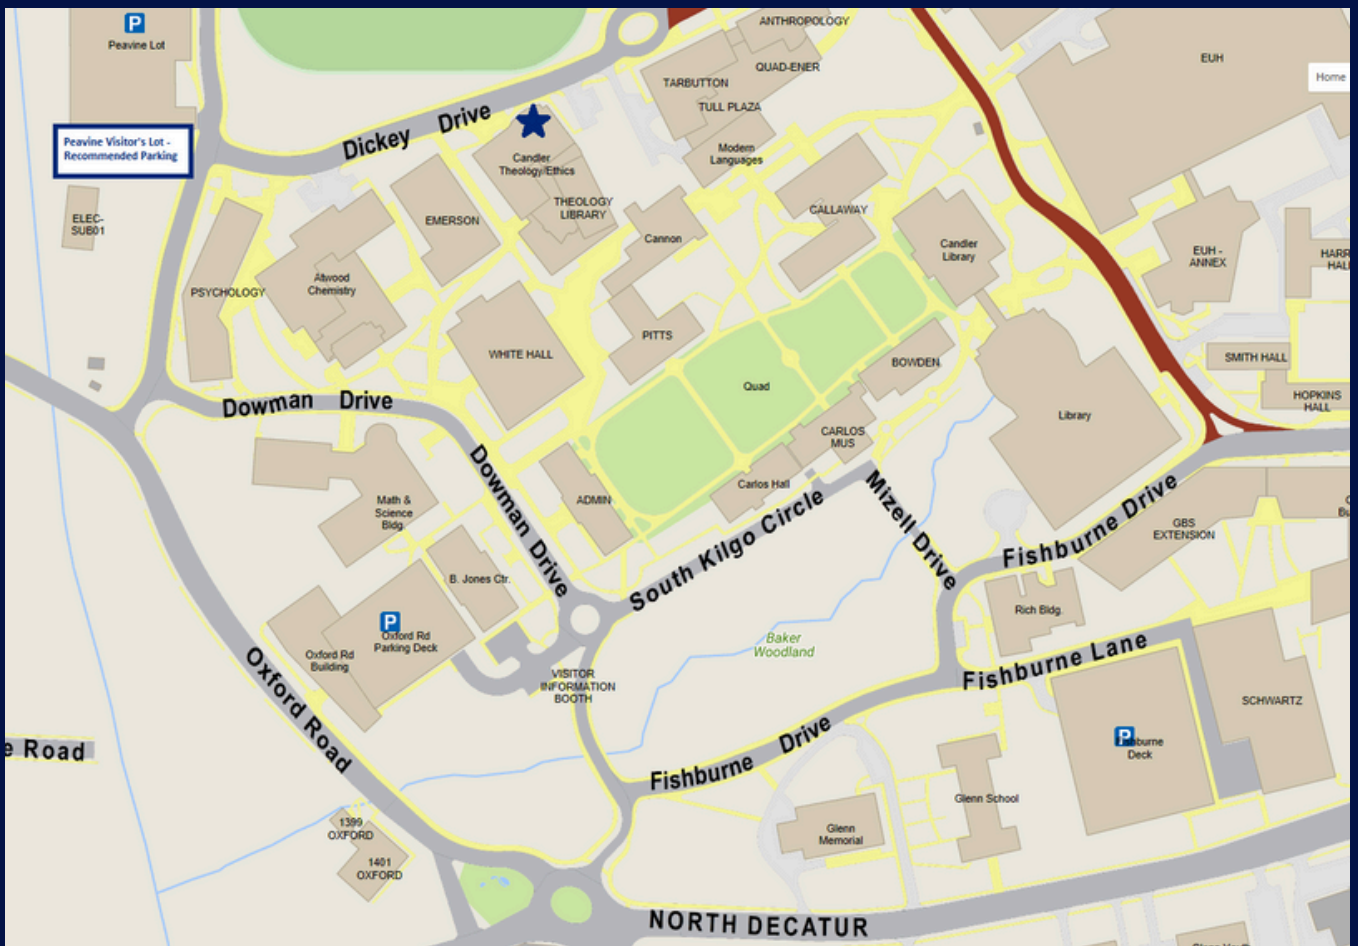 P
Peavine Lot
ANTHROPOLOGY
EUH
QUAD-ENER
Home
TARBUTTON
TULL PLAZA
Dickey Drive
Peavine Visitor's Lot -
Recommended Parking
Modern
Languages
Candler
Theology/Ethics
THEOLOGY
LIBRARY
CALLAWAY
ELEC-
SUB01
EMERSON
Cannon
Candler
Library
EUH -
ANNEX
HARR
HAL
Atwood
Chemistry
PSYCHOLOGY
PITTS
WHITE HALL
BOWDEN
SMITH HALL
Quad
HOPKINS
HALL
Dowman Drive
Library
CARLOS
MUS
Carlos Hall
ADMIN
Math &
Science
Bldg.
Dowman Drive
South Kilgo Circle
Mizell Drive
Fishburne Drive
GBS
EXTENSION
B. Jones Ctr.
Rich Bldg.
P
Oxford Rd
Parking Deck
Oxford Rd
Building
Baker
Woodland
Fishburne Lane
VISITOR
INFORMATION
BOOTH
SCHWARTZ
Oxford Road
e Road
P
Fishburne
Deck
Fishburne Drive
Glenn School
1399
OXFORD
Glenn
Memorial
1401
OXFORD
NORTH DECATUR